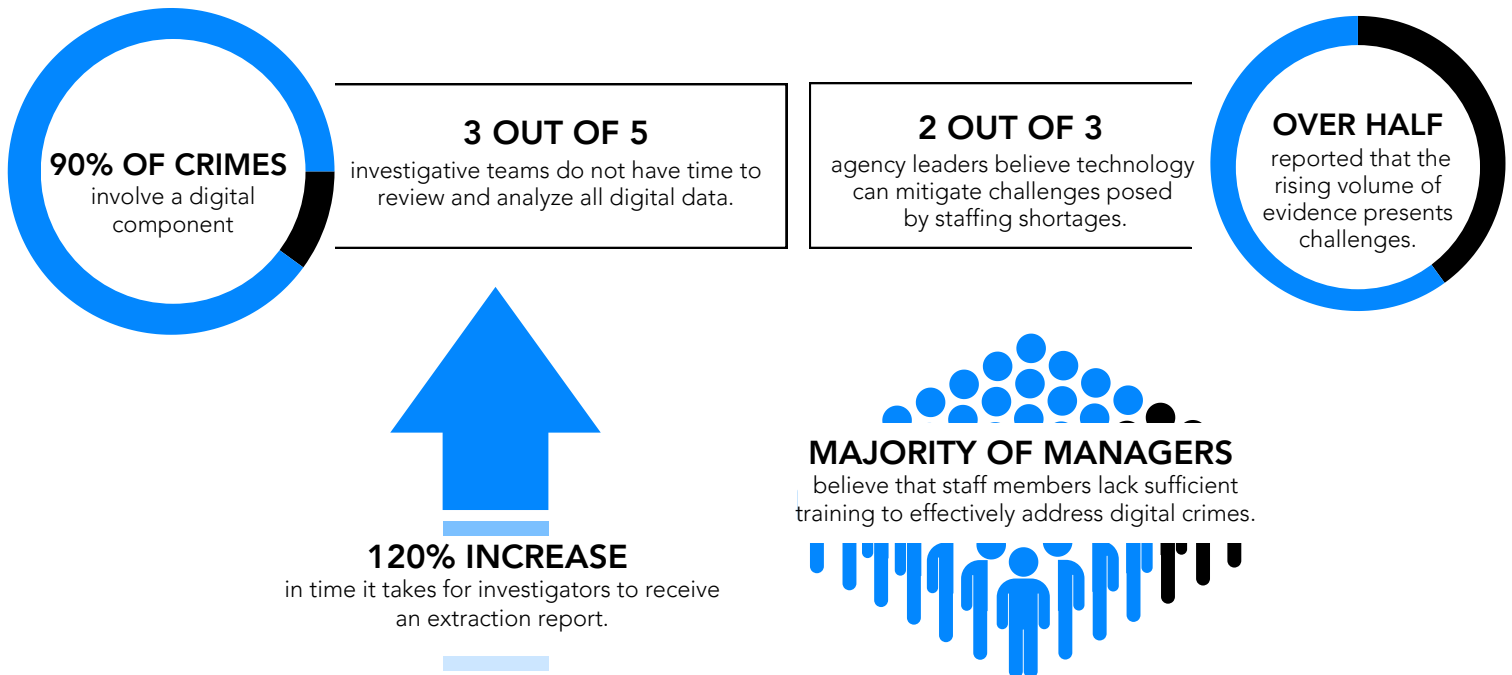 90% OF CRIMES
involve a digital
component
3 OUT OF 5
investigative teams do not have time to
review and analyze all digital data.
2 OUT OF 3
agency leaders believe technology
can mitigate challenges posed
by staffing shortages.
OVER HALF
reported that the
rising volume of
evidence presents
challenges.
120% INCREASE
in time it takes for investigators to receive
an extraction report.
MAJORITY OF MANAGERS
believe that staff members lack sufficient
training to effectively address digital crimes.